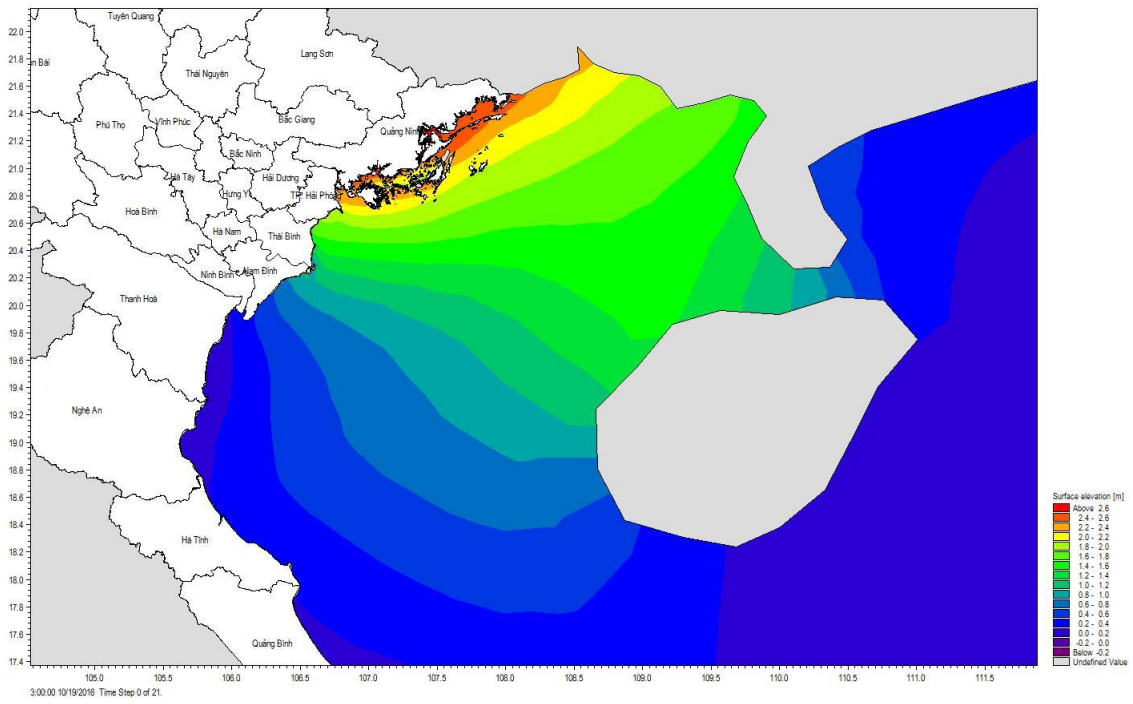 22.0
21.8
21.6
21.4
21.2
21.0
20.8
20.6
20.4
20.2
20.0
19.8
19.6
19.4
19.2
19.0
18.8
18.6
18.4
18.2
18.0
17.8
17.6
17.4
Tuyên Quang
Lạng Sơn
n Bái
Thái Nguyên
Phú Thọ
Vĩnh Phúc
Bắc Giang
Quảng Ninh
Bắc Ninh
Hà Tây
Hải Dương
Hưng Y
TP. Hải Phòng
Hoà Bình
Hà Nam
Thái Bình
Ninh Bình
Nam Định
Thanh Hoà
Nghệ An
Hà Tĩnh
Quảng Bình
105.0 105.5 106.0 106.5 107.0 107.5 108.0 108.5 109.0 109.5 110.0 110.5 111.0 111.5
3:00:00 10/19/2016 Time Step 0 of 21.
Surface elevation [m]
Above 2.6
2.4 - 2.6
2.2 - 2.4
2.0 - 2.2
1.8 - 2.0
1.6 - 1.8
1.4 - 1.6
1.2 - 1.4
1.0 - 1.2
0.8 - 1.0
0.6 - 0.8
0.4 - 0.6
0.2 - 0.4
0.0 - 0.2
-0.2 - 0.0
Below -0.2
Undefined Value